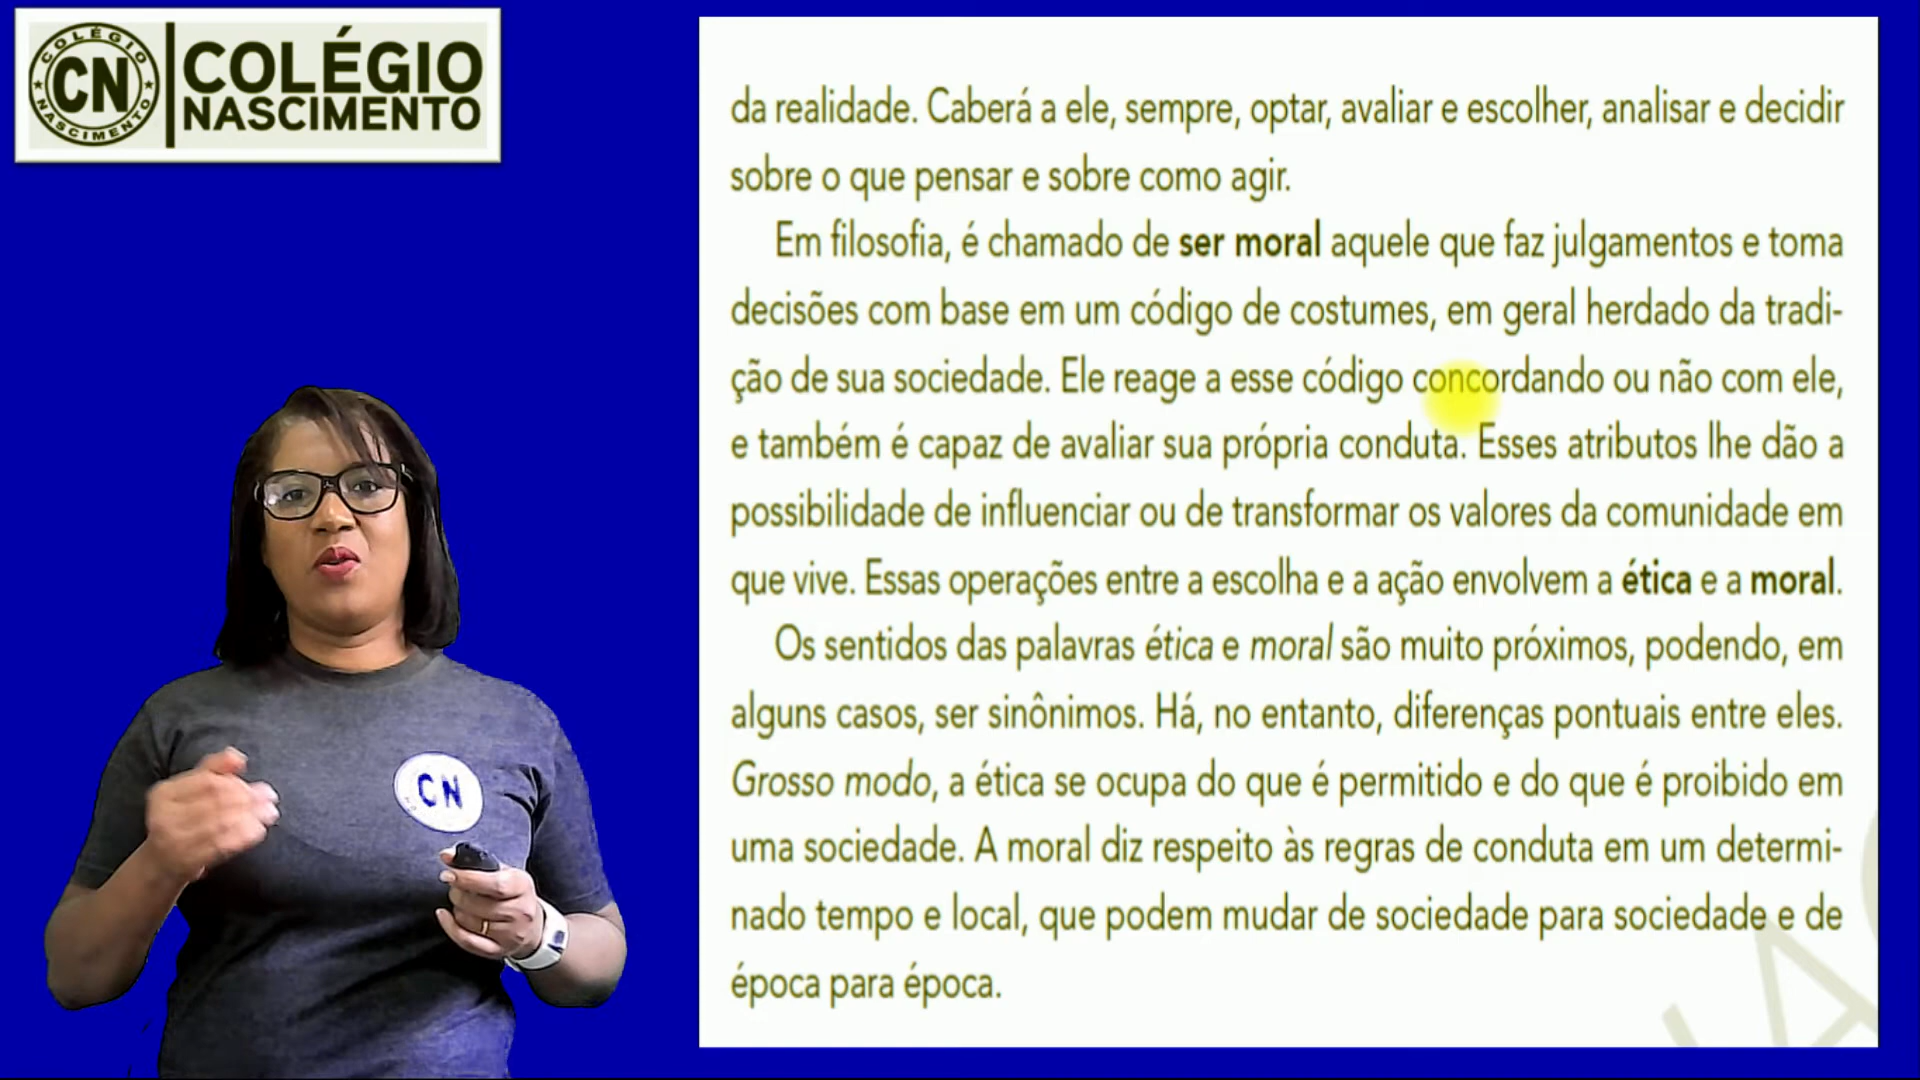 COLÉGIO
CN
NASCIMENTO
COLÉGIO
NASCIMENTO
da realidade. Caberá a ele, sempre, optar, avaliar e escolher, analisar e decidir
sobre o que pensar e sobre como agir.
Em filosofia, é chamado de ser moral aquele que faz julgamentos e toma
decisões com base em um código de costumes, em geral herdado da tradi-
ção de sua sociedade. Ele reage a esse código concordando ou não com ele,
e também é capaz de avaliar sua própria conduta. Esses atributos lhe dão a
possibilidade de influenciar ou de transformar os valores da comunidade em
que vive. Essas operações entre a escolha e a ação envolvem a ética e a moral.
Os sentidos das palavras ética e moral são muito próximos, podendo, em
alguns casos, ser sinônimos. Há, no entanto, diferenças pontuais entre eles.
Grosso modo, a ética se ocupa do que é permitido e do que é proibido em
uma sociedade. A moral diz respeito às regras de conduta em um determi-
nado tempo e local, que podem mudar de sociedade para sociedade e de
época para época.
CN